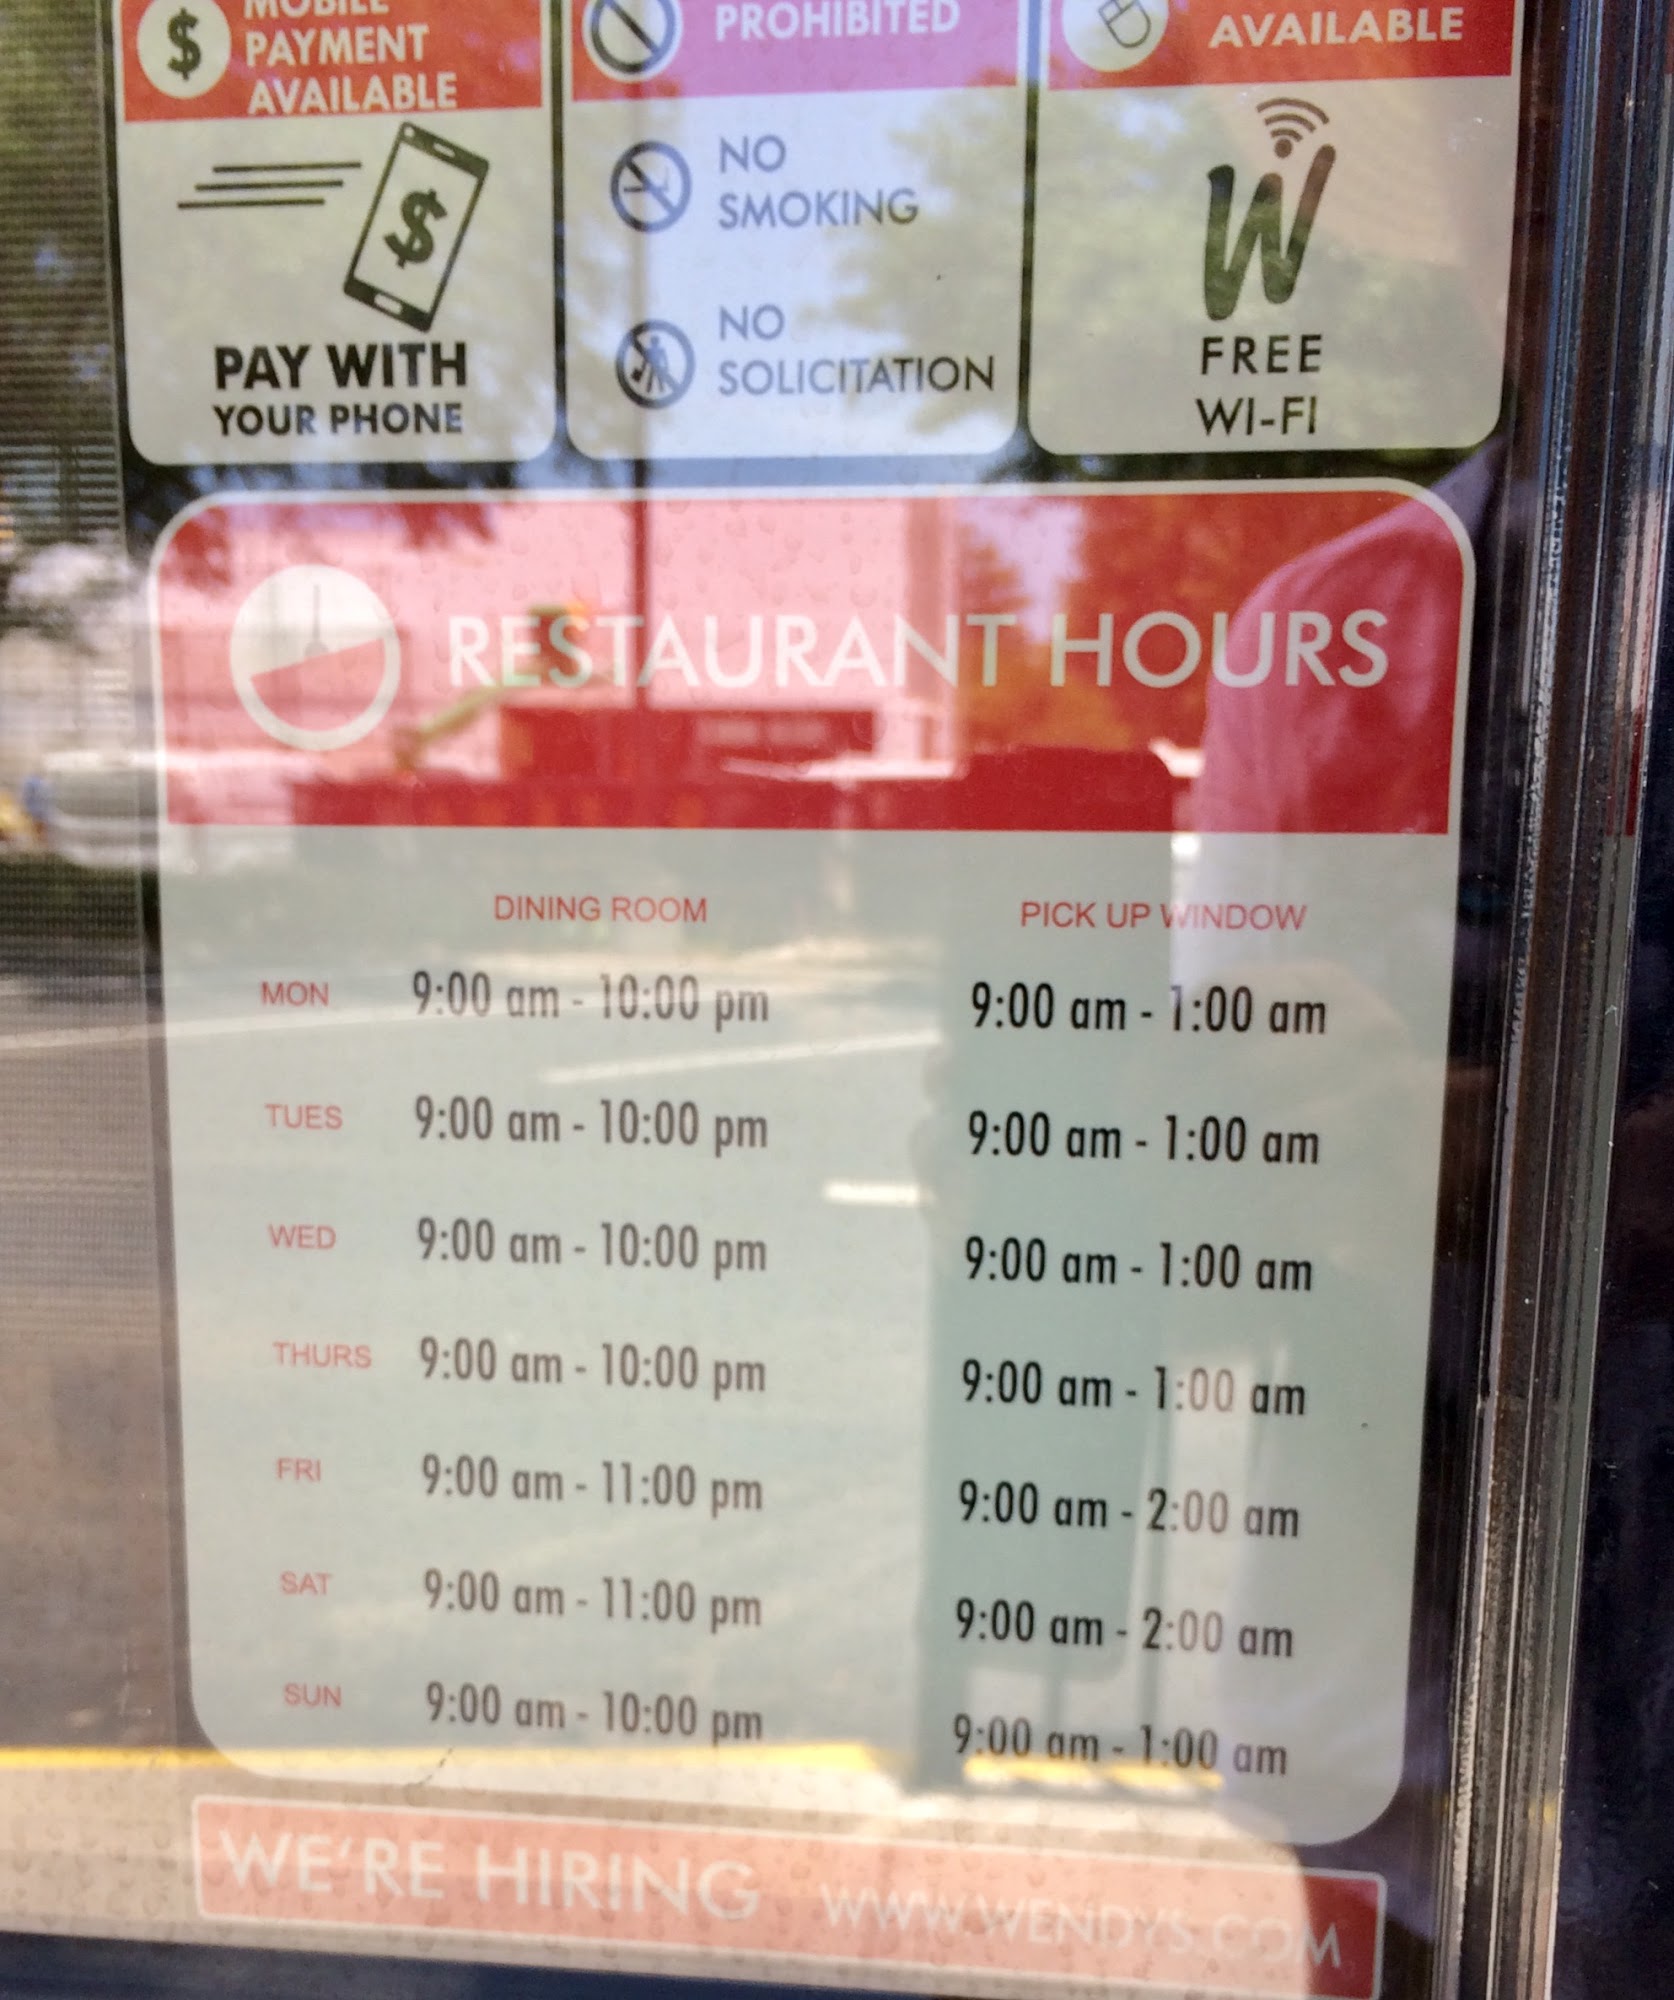 MOBILE
PAYMENT
AVAILABLE
PAY WITH
YOUR PHONE
PROHIBITED
NO
SMOKING
NO
SOLICITATION
AVAILABLE
FREE
WI-FI
RESTAURANT HOURS
DINING ROOM PICK UP WINDOW
MON 9:00 am - 10:00 pm 9:00 am - 1:00 am
TUES 9:00 am - 10:00 pm 9:00 am - 1:00 am
WED 9:00 am - 10:00 pm 9:00 am - 1:00 am
THURS 9:00 am - 10:00 pm 9:00 am - 1:00 am
FRI 9:00 am - 11:00 pm 9:00 am - 2:00 am
SAT 9:00 am - 11:00 pm 9:00 am - 2:00 am
SUN 9:00 am - 10:00 pm 9:00 am - 1:00 am
WE'RE HIRING WWW.WENDYS.COM